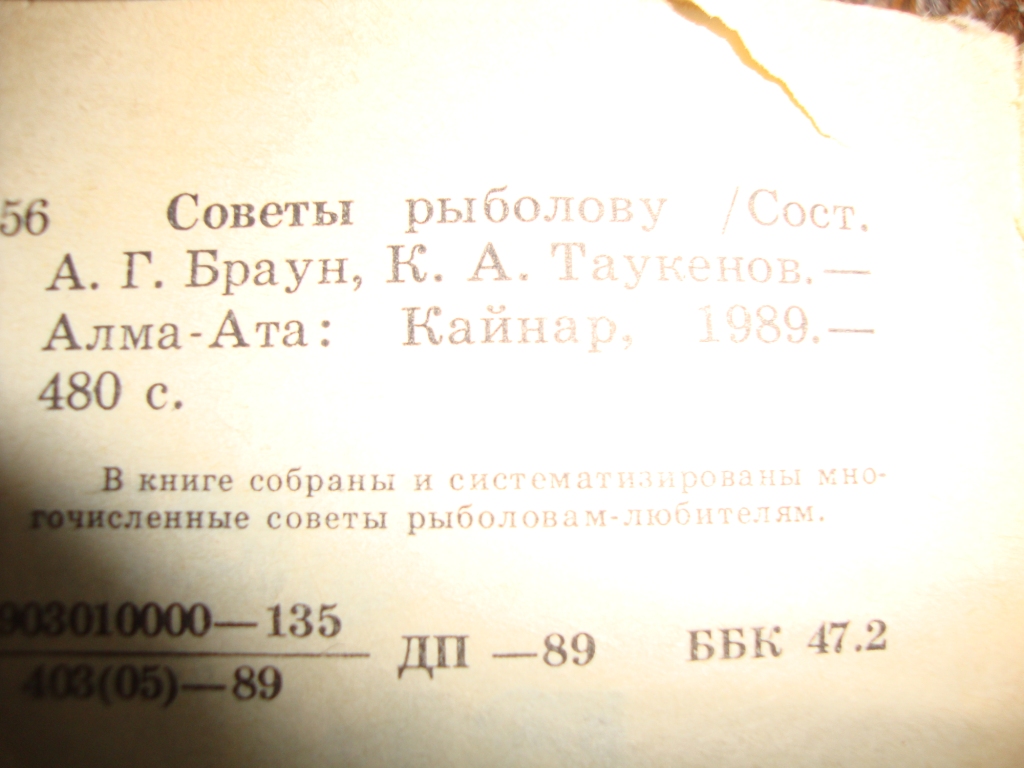 56 Советы рыболову /Сост.
А. Г. Браун, К. А. Таукенов.—
Алма-Ата: Кайнар, 1989.—
480 с.
В книге собраны и систематизированы мно-
гочисленные советы рыболовам-любителям.
903010000—135
403(05)—89
ДП —89
ББК 47.2